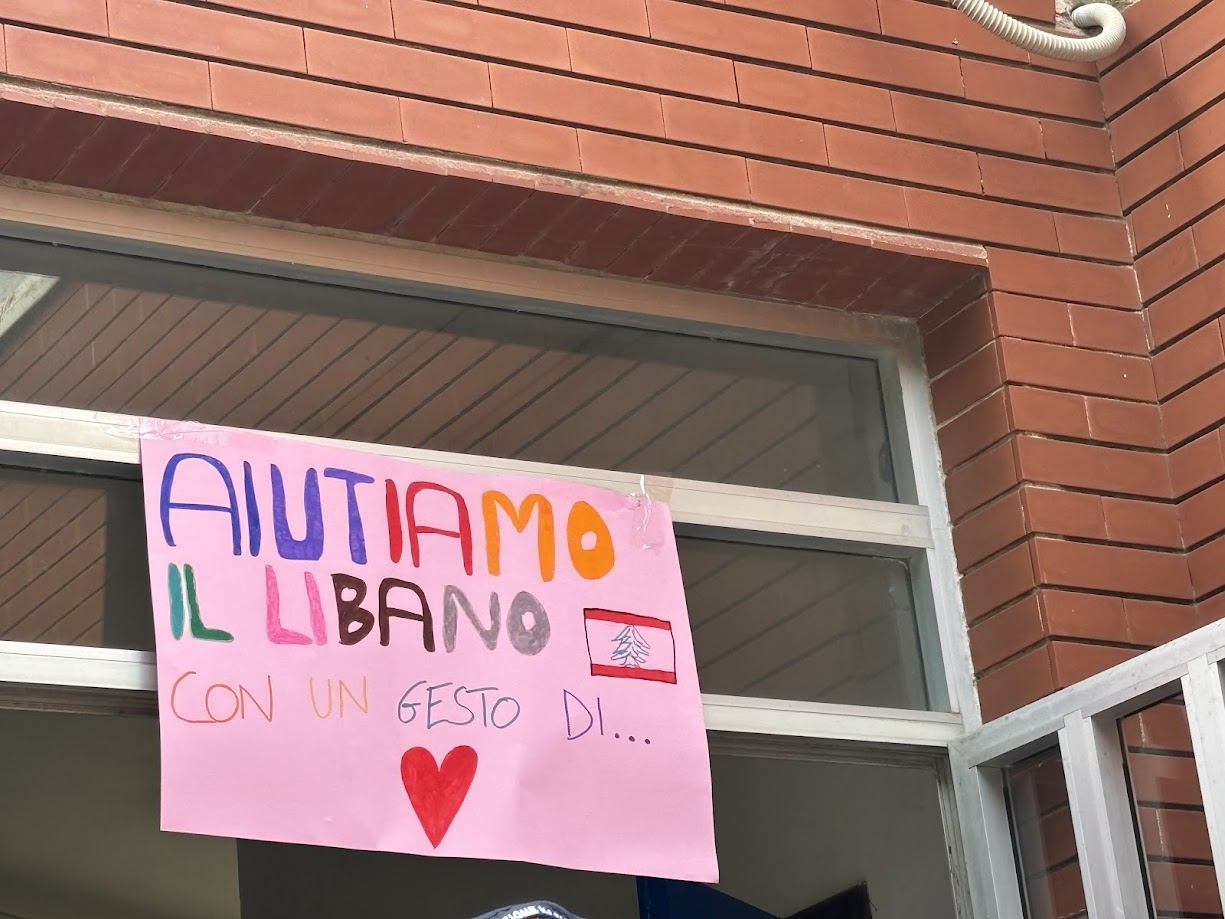 AIUTIAMO
IL LIBANO
CON UN GESTO DI...